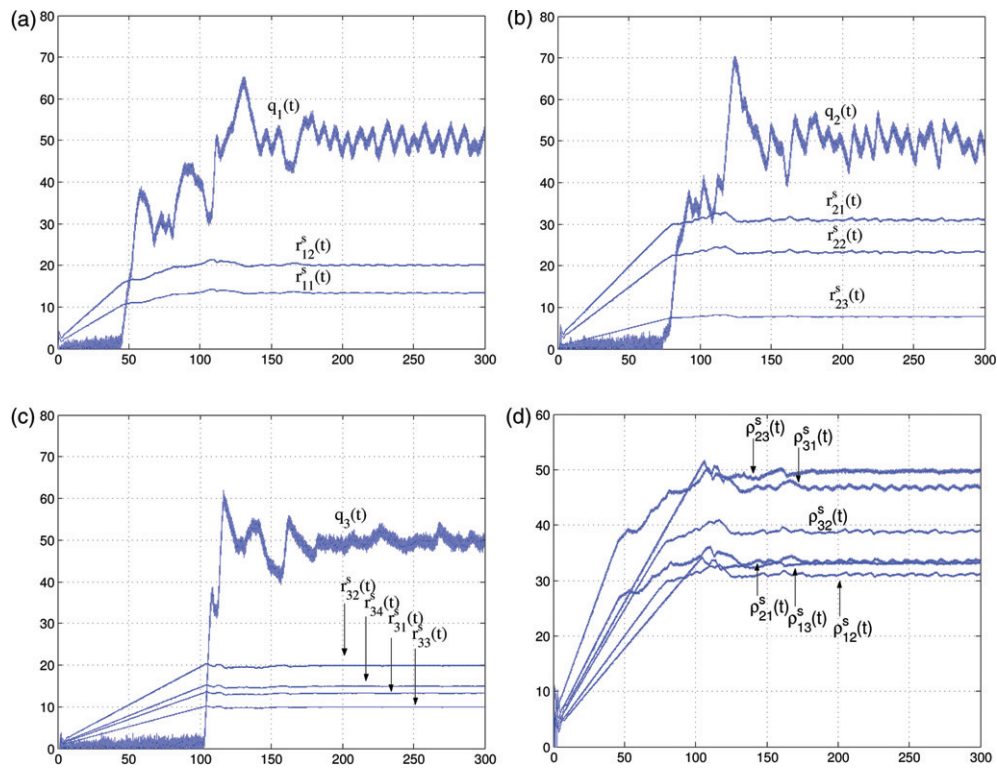 (a)
80
70
60
50
40
30
20
10
0
q₁(t)
rˢ₁₂(t)
rˢ₁₁(t)
0 50 100 150 200 250 300
(b)
80
70
60
50
40
30
20
10
0
q₂(t)
rˢ₂₁(t)
rˢ₂₂(t)
rˢ₂₃(t)
0 50 100 150 200 250 300
(c)
80
70
60
50
40
30
20
10
0
q₃(t)
rˢ₃₂(t)
rˢ₃₄(t)
rˢ₃₁(t)
rˢ₃₃(t)
0 50 100 150 200 250 300
(d)
60
50
40
30
20
10
0
ρˢ₂₃(t)
ρˢ₃₁(t)
ρˢ₃₂(t)
ρˢ₂₁(t)
ρˢ₁₃(t)
ρˢ₁₂(t)
0 50 100 150 200 250 300